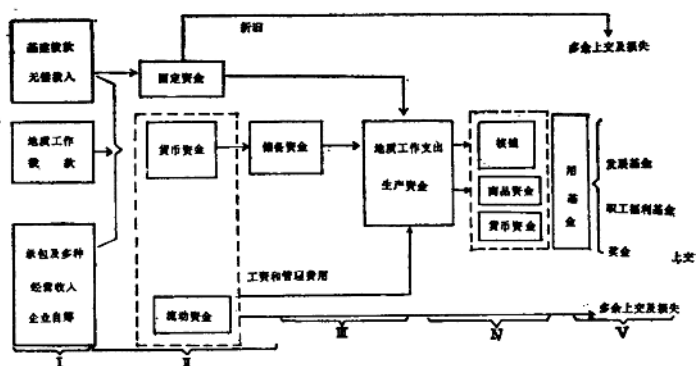 折旧
多余上交及损失
基建拨款
无偿拨入
固定资金
地质工作
拨款
货币资金
储备资金
地质工作支出
生产资金
核销
商品资金
货币资金
专用基金
发展基金
职工福利基金
奖金
上交
承包及多种
经营收入
企业自筹
工资和管理费用
流动资金
多余上交及损失
I
II
III
IV
V